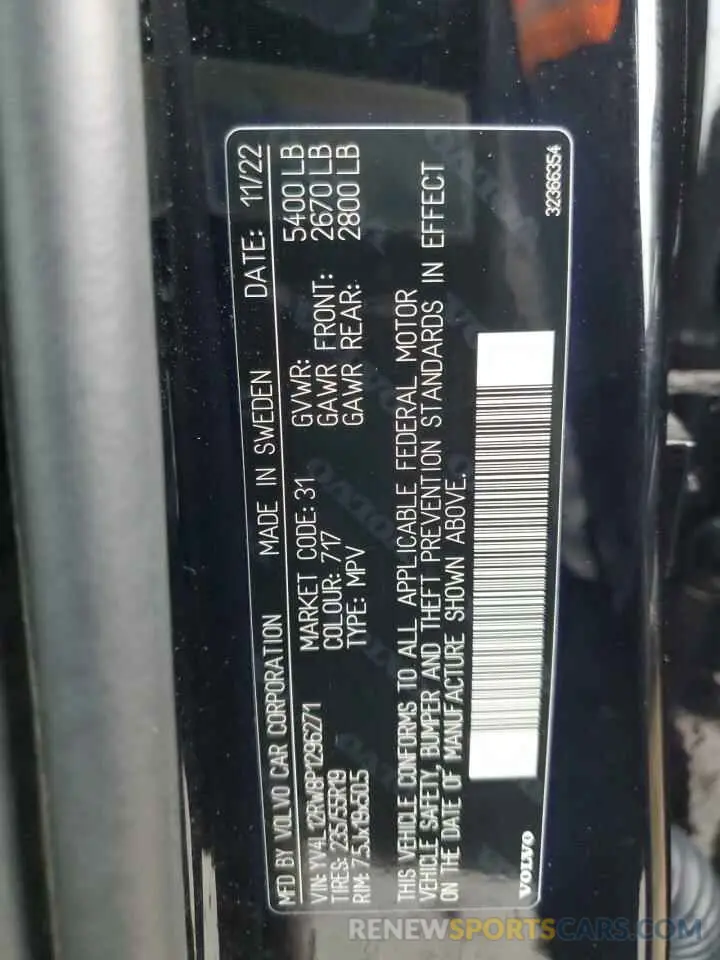 MFD BY VOLVO CAR CORPORATION MADE IN SWEDEN DATE: 11/22
VIN: YV4L12RW8P1296271
TIRES: 235/55R19
RIM: 7.5Jx19x50.5
MARKET CODE: 31
COLOUR: 717
TYPE: MPV
GVWR: 5400 LB
GAWR FRONT: 2670 LB
GAWR REAR: 2800 LB
THIS VEHICLE CONFORMS TO ALL APPLICABLE FEDERAL MOTOR
VEHICLE SAFETY, BUMPER AND THEFT PREVENTION STANDARDS IN EFFECT
ON THE DATE OF MANUFACTURE SHOWN ABOVE.
VOLVO
32366354
RENEWSPORTSCARS.COM